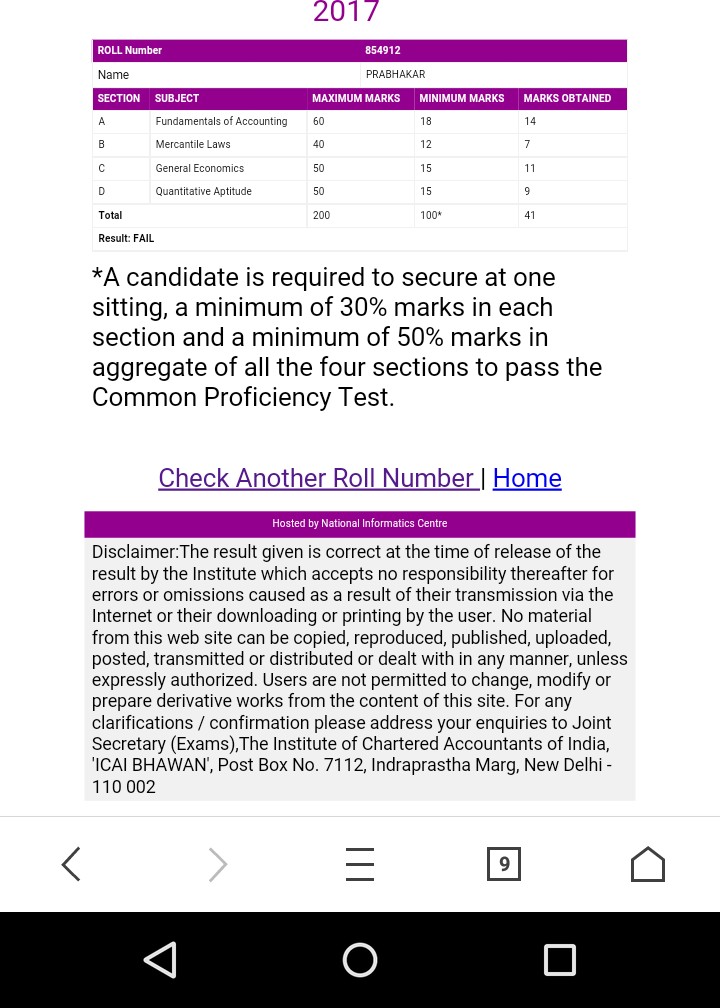 2017
ROLL Number 854912
Name PRABHAKAR
SECTION SUBJECT MAXIMUM MARKS MINIMUM MARKS MARKS OBTAINED
A Fundamentals of Accounting 60 18 14
B Mercantile Laws 40 12 7
C General Economics 50 15 11
D Quantitative Aptitude 50 15 9
Total 200 100* 41
Result: FAIL
*A candidate is required to secure at one
sitting, a minimum of 30% marks in each
section and a minimum of 50% marks in
aggregate of all the four sections to pass the
Common Proficiency Test.
Check Another Roll Number | Home
Hosted by National Informatics Centre
Disclaimer:The result given is correct at the time of release of the
result by the Institute which accepts no responsibility thereafter for
errors or omissions caused as a result of their transmission via the
Internet or their downloading or printing by the user. No material
from this web site can be copied, reproduced, published, uploaded,
posted, transmitted or distributed or dealt with in any manner, unless
expressly authorized. Users are not permitted to change, modify or
prepare derivative works from the content of this site. For any
clarifications / confirmation please address your enquiries to Joint
Secretary (Exams),The Institute of Chartered Accountants of India,
'ICAI BHAWAN', Post Box No. 7112, Indraprastha Marg, New Delhi -
110 002
9